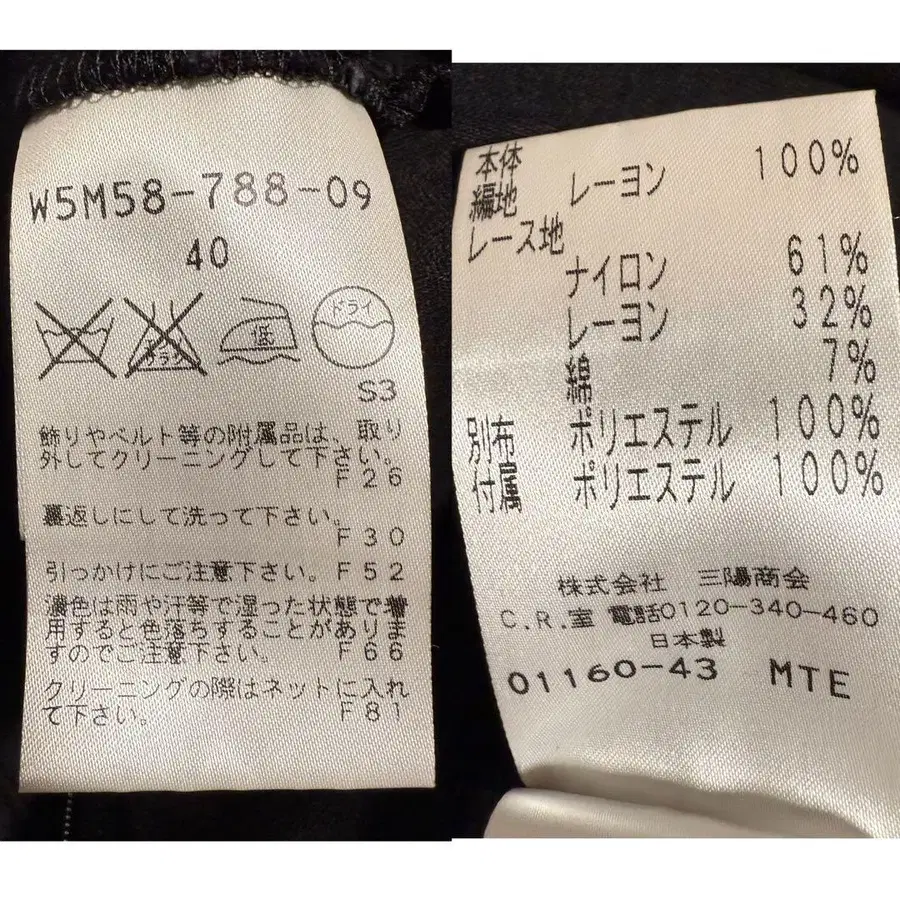 W5M58-788-09
40
エンソ
低
ドライ
S3
飾りやベルト等の附属品は、取り
外してクリーニングして下さい。
F26
裏返しにして洗って下さい。
F30
引っかけにご注意下さい。F52
濃色は雨や汗等で湿った状態で着
用すると色落ちすることがありま
すのでご注意下さい。 F66
クリーニングの際はネットに入れ
て下さい。 F81
本体
編地 レーヨン 100%
レース地
ナイロン 61%
レーヨン 32%
綿 7%
別布 ポリエステル 100%
付属 ポリエステル 100%
株式会社 三陽商会
C.R.室 電話0120-340-460
日本製
01160-43 MTE